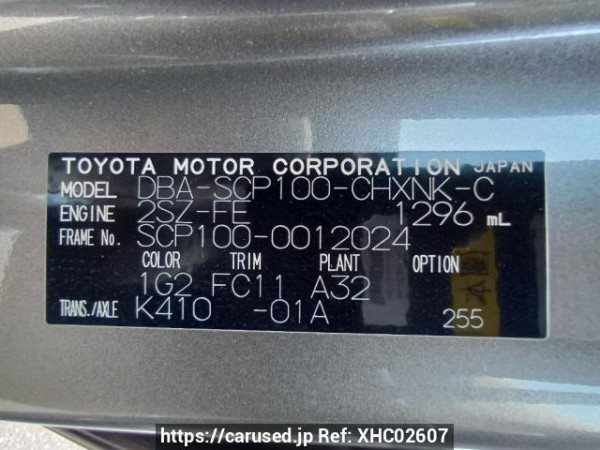 TOYOTA MOTOR CORPORATION JAPAN
MODEL DBA-SCP100-CHXNK-C
ENGINE 2SZ-FE 1296 mL
FRAME No. SCP100-0012024
COLOR TRIM PLANT OPTION
1G2 FC11 A32
TRANS./AXLE K410 -01A 255
https://carused.jp Ref: XHC02607